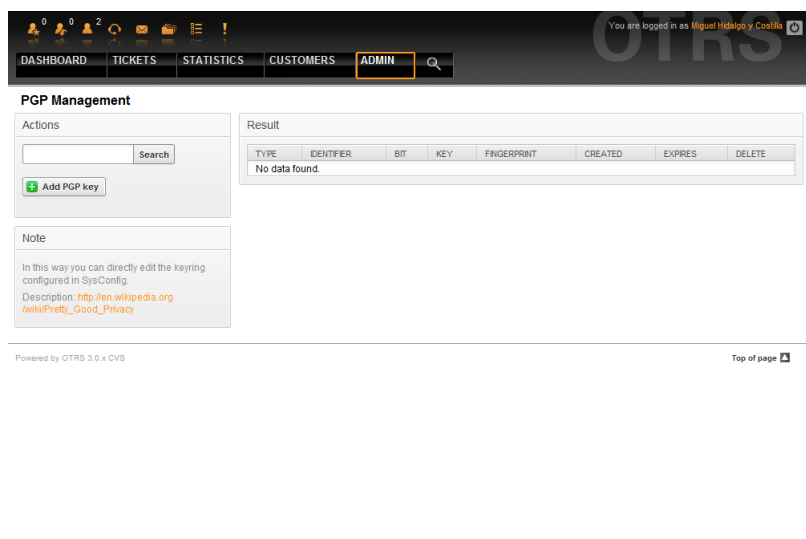 0 0 2
You are logged in as Miguel Hidalgo y Costilla
OTRS
DASHBOARD TICKETS STATISTICS CUSTOMERS ADMIN
PGP Management
Actions
Search
Add PGP key
Note
In this way you can directly edit the keyring
configured in SysConfig.
Description: http://en.wikipedia.org
/wiki/Pretty_Good_Privacy
Result
TYPE IDENTIFIER BIT KEY FINGERPRINT CREATED EXPIRES DELETE
No data found.
Powered by OTRS 3.0.x CVS
Top of page